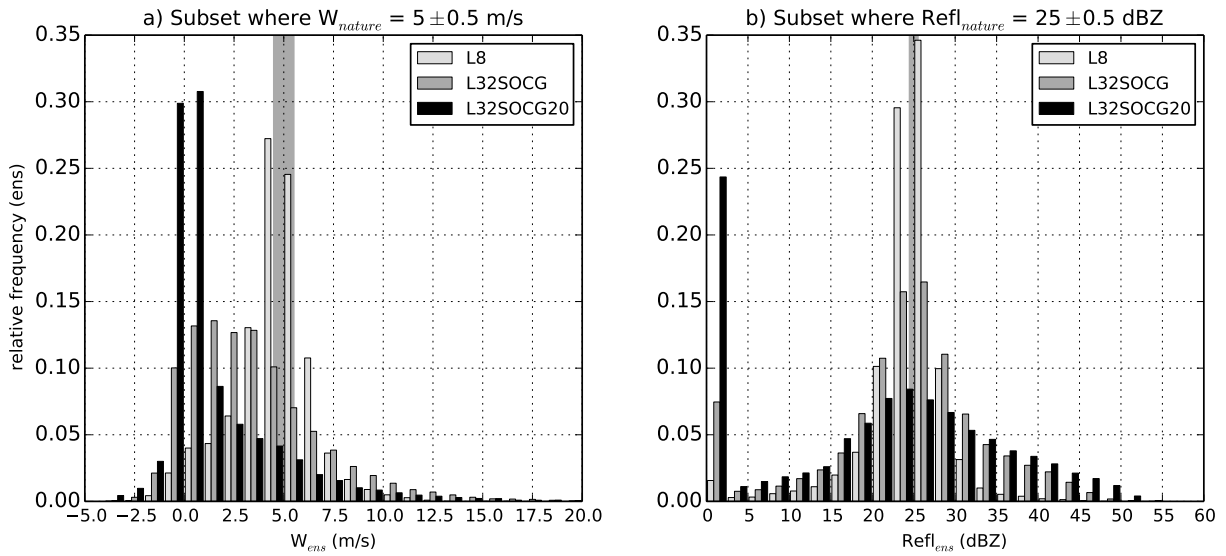 a) Subset where W_nature = 5 ±0.5 m/s
0.35
0.30
0.25
0.20
0.15
0.10
0.05
0.00
relative frequency (ens)
L8
L32SOCG
L32SOCG20
−5.0 −2.5 0.0 2.5 5.0 7.5 10.0 12.5 15.0 17.5 20.0
W_ens (m/s)
b) Subset where Refl_nature = 25 ±0.5 dBZ
0.35
0.30
0.25
0.20
0.15
0.10
0.05
0.00
L8
L32SOCG
L32SOCG20
0 5 10 15 20 25 30 35 40 45 50 55 60
Refl_ens (dBZ)